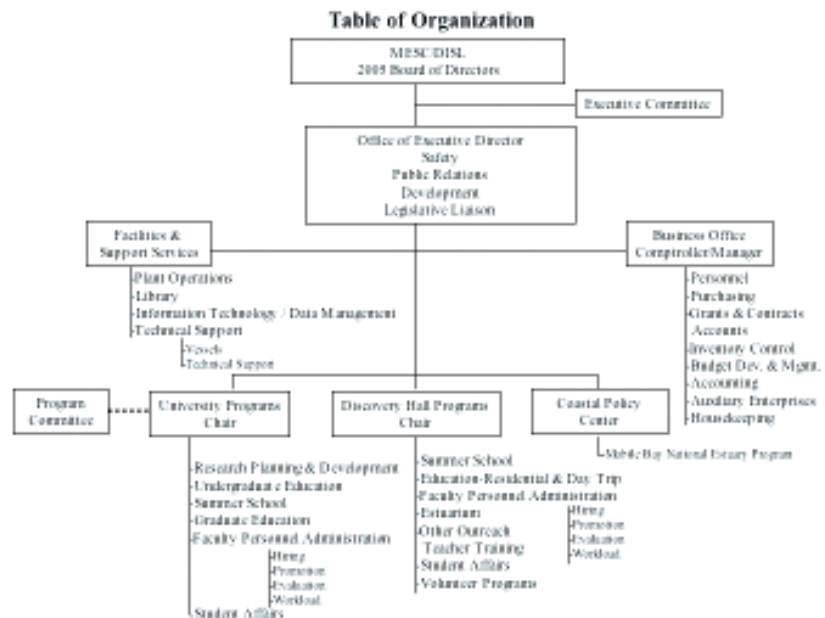 Table of Organization
MESC/DISL
2005 Board of Directors
Executive Committee
Office of Executive Director
Safety
Public Relations
Development
Legislative Liaison
Facilities &
Support Services
Business Office
Comptroller/Manager
Plant Operations
Library
Information Technology / Data Management
Technical Support
Vessels
Technical Support
Personnel
Purchasing
Grants & Contracts
Accounts
Inventory Control
Budget Dev. & Mgmt.
Accounting
Auxiliary Enterprises
Housekeeping
Program
Committee
University Programs
Chair
Discovery Hall Programs
Chair
Coastal Policy
Center
Mobile Bay National Estuary Program
Research Planning & Development
Undergraduate Education
Summer School
Graduate Education
Faculty Personnel Administration
Hiring
Promotion
Evaluation
Workload
Student Affairs
Summer School
Education-Residential & Day Trip
Faculty Personnel Administration
Hiring
Promotion
Evaluation
Workload
Estuarium
Other Outreach
Teacher Training
Student Affairs
Volunteer Programs